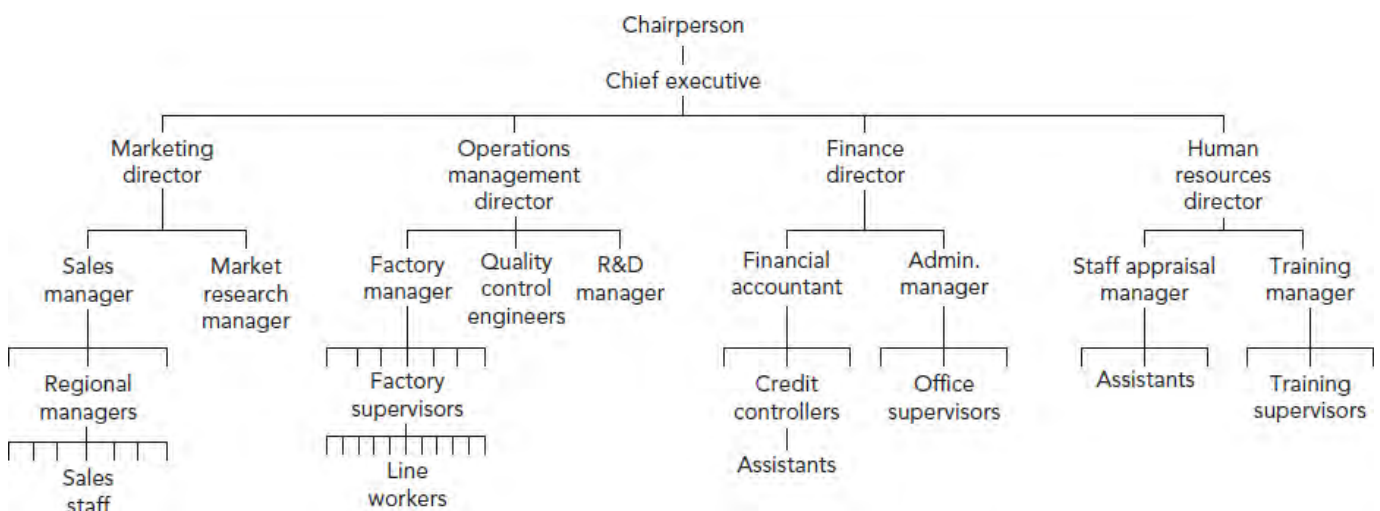 Chairperson
Chief executive
Marketing
director
Operations
management
director
Finance
director
Human
resources
director
Sales
manager
Market
research
manager
Factory
manager
Quality
control
engineers
R&D
manager
Financial
accountant
Admin.
manager
Staff appraisal
manager
Training
manager
Regional
managers
Factory
supervisors
Credit
controllers
Office
supervisors
Assistants
Training
supervisors
Sales
staff
Line
workers
Assistants